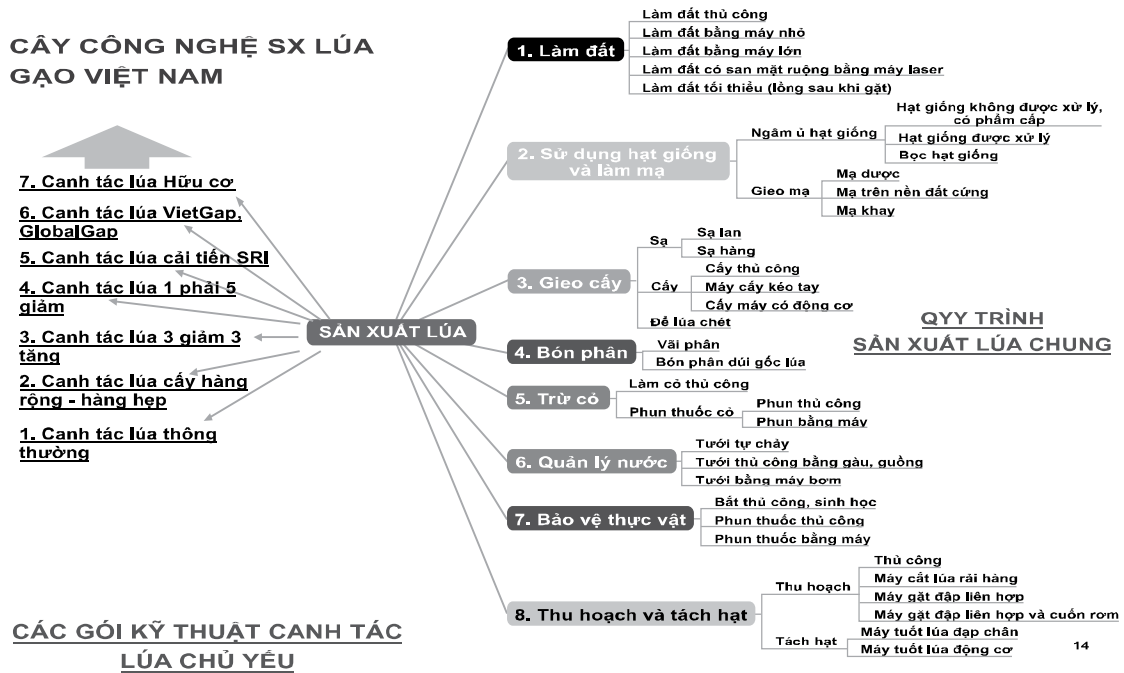 CÂY CÔNG NGHỆ SX LÚA
GẠO VIỆT NAM
7. Canh tác lúa Hữu cơ
6. Canh tác lúa VietGap,
GlobalGap
5. Canh tác lúa cải tiến SRI
4. Canh tác lúa 1 phải 5
giảm
3. Canh tác lúa 3 giảm 3
tăng
2. Canh tác lúa cấy hàng
rộng - hàng hẹp
1. Canh tác lúa thông
thường
CÁC GÓI KỸ THUẬT CANH TÁC
LÚA CHỦ YẾU
SẢN XUẤT LÚA
1. Làm đất
Làm đất thủ công
Làm đất bằng máy nhỏ
Làm đất bằng máy lớn
Làm đất có san mặt ruộng bằng máy laser
Làm đất tối thiểu (lồng sau khi gặt)
2. Sử dụng hạt giống
và làm mạ
Ngâm ủ hạt giống
Hạt giống không được xử lý,
có phẩm cấp
Hạt giống được xử lý
Bọc hạt giống
Gieo mạ
Mạ dược
Mạ trên nền đất cứng
Mạ khay
3. Gieo cấy
Sạ
Sạ lan
Sạ hàng
Cấy
Cấy thủ công
Máy cấy kéo tay
Cấy máy có động cơ
Để lúa chét
4. Bón phân
Vãi phân
Bón phân dúi gốc lúa
5. Trừ cỏ
Làm cỏ thủ công
Phun thuốc cỏ
Phun thủ công
Phun bằng máy
6. Quản lý nước
Tưới tự chảy
Tưới thủ công bằng gàu, guồng
Tưới bằng máy bơm
7. Bảo vệ thực vật
Bắt thủ công, sinh học
Phun thuốc thủ công
Phun thuốc bằng máy
8. Thu hoạch và tách hạt
Thu hoạch
Thủ công
Máy cắt lúa rải hàng
Máy gặt đập liên hợp
Máy gặt đập liên hợp và cuốn rơm
Tách hạt
Máy tuốt lúa đạp chân
Máy tuốt lúa động cơ
QYY TRÌNH
SẢN XUẤT LÚA CHUNG
14